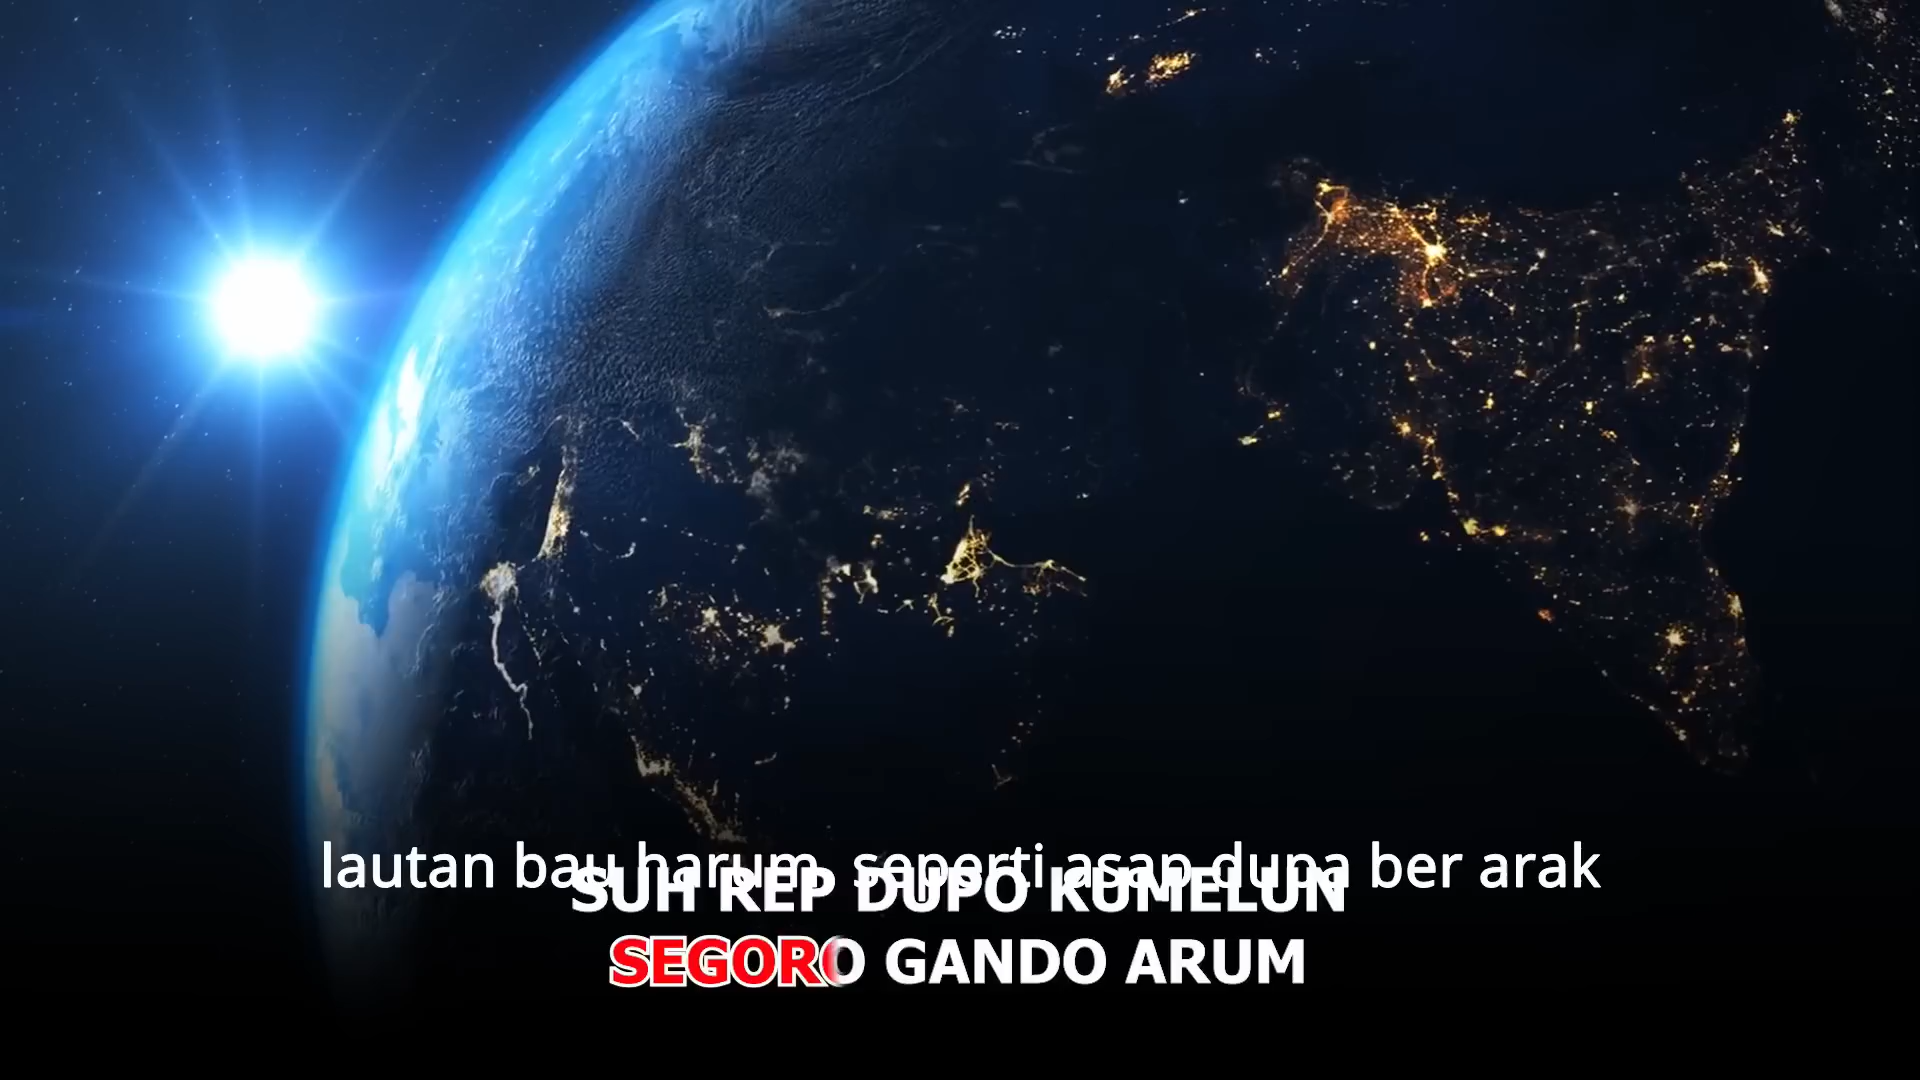 lautan bau harum, seperti asap dupa ber arak
SUH REP DUPO KUMELUN
SEGORO GANDO ARUM